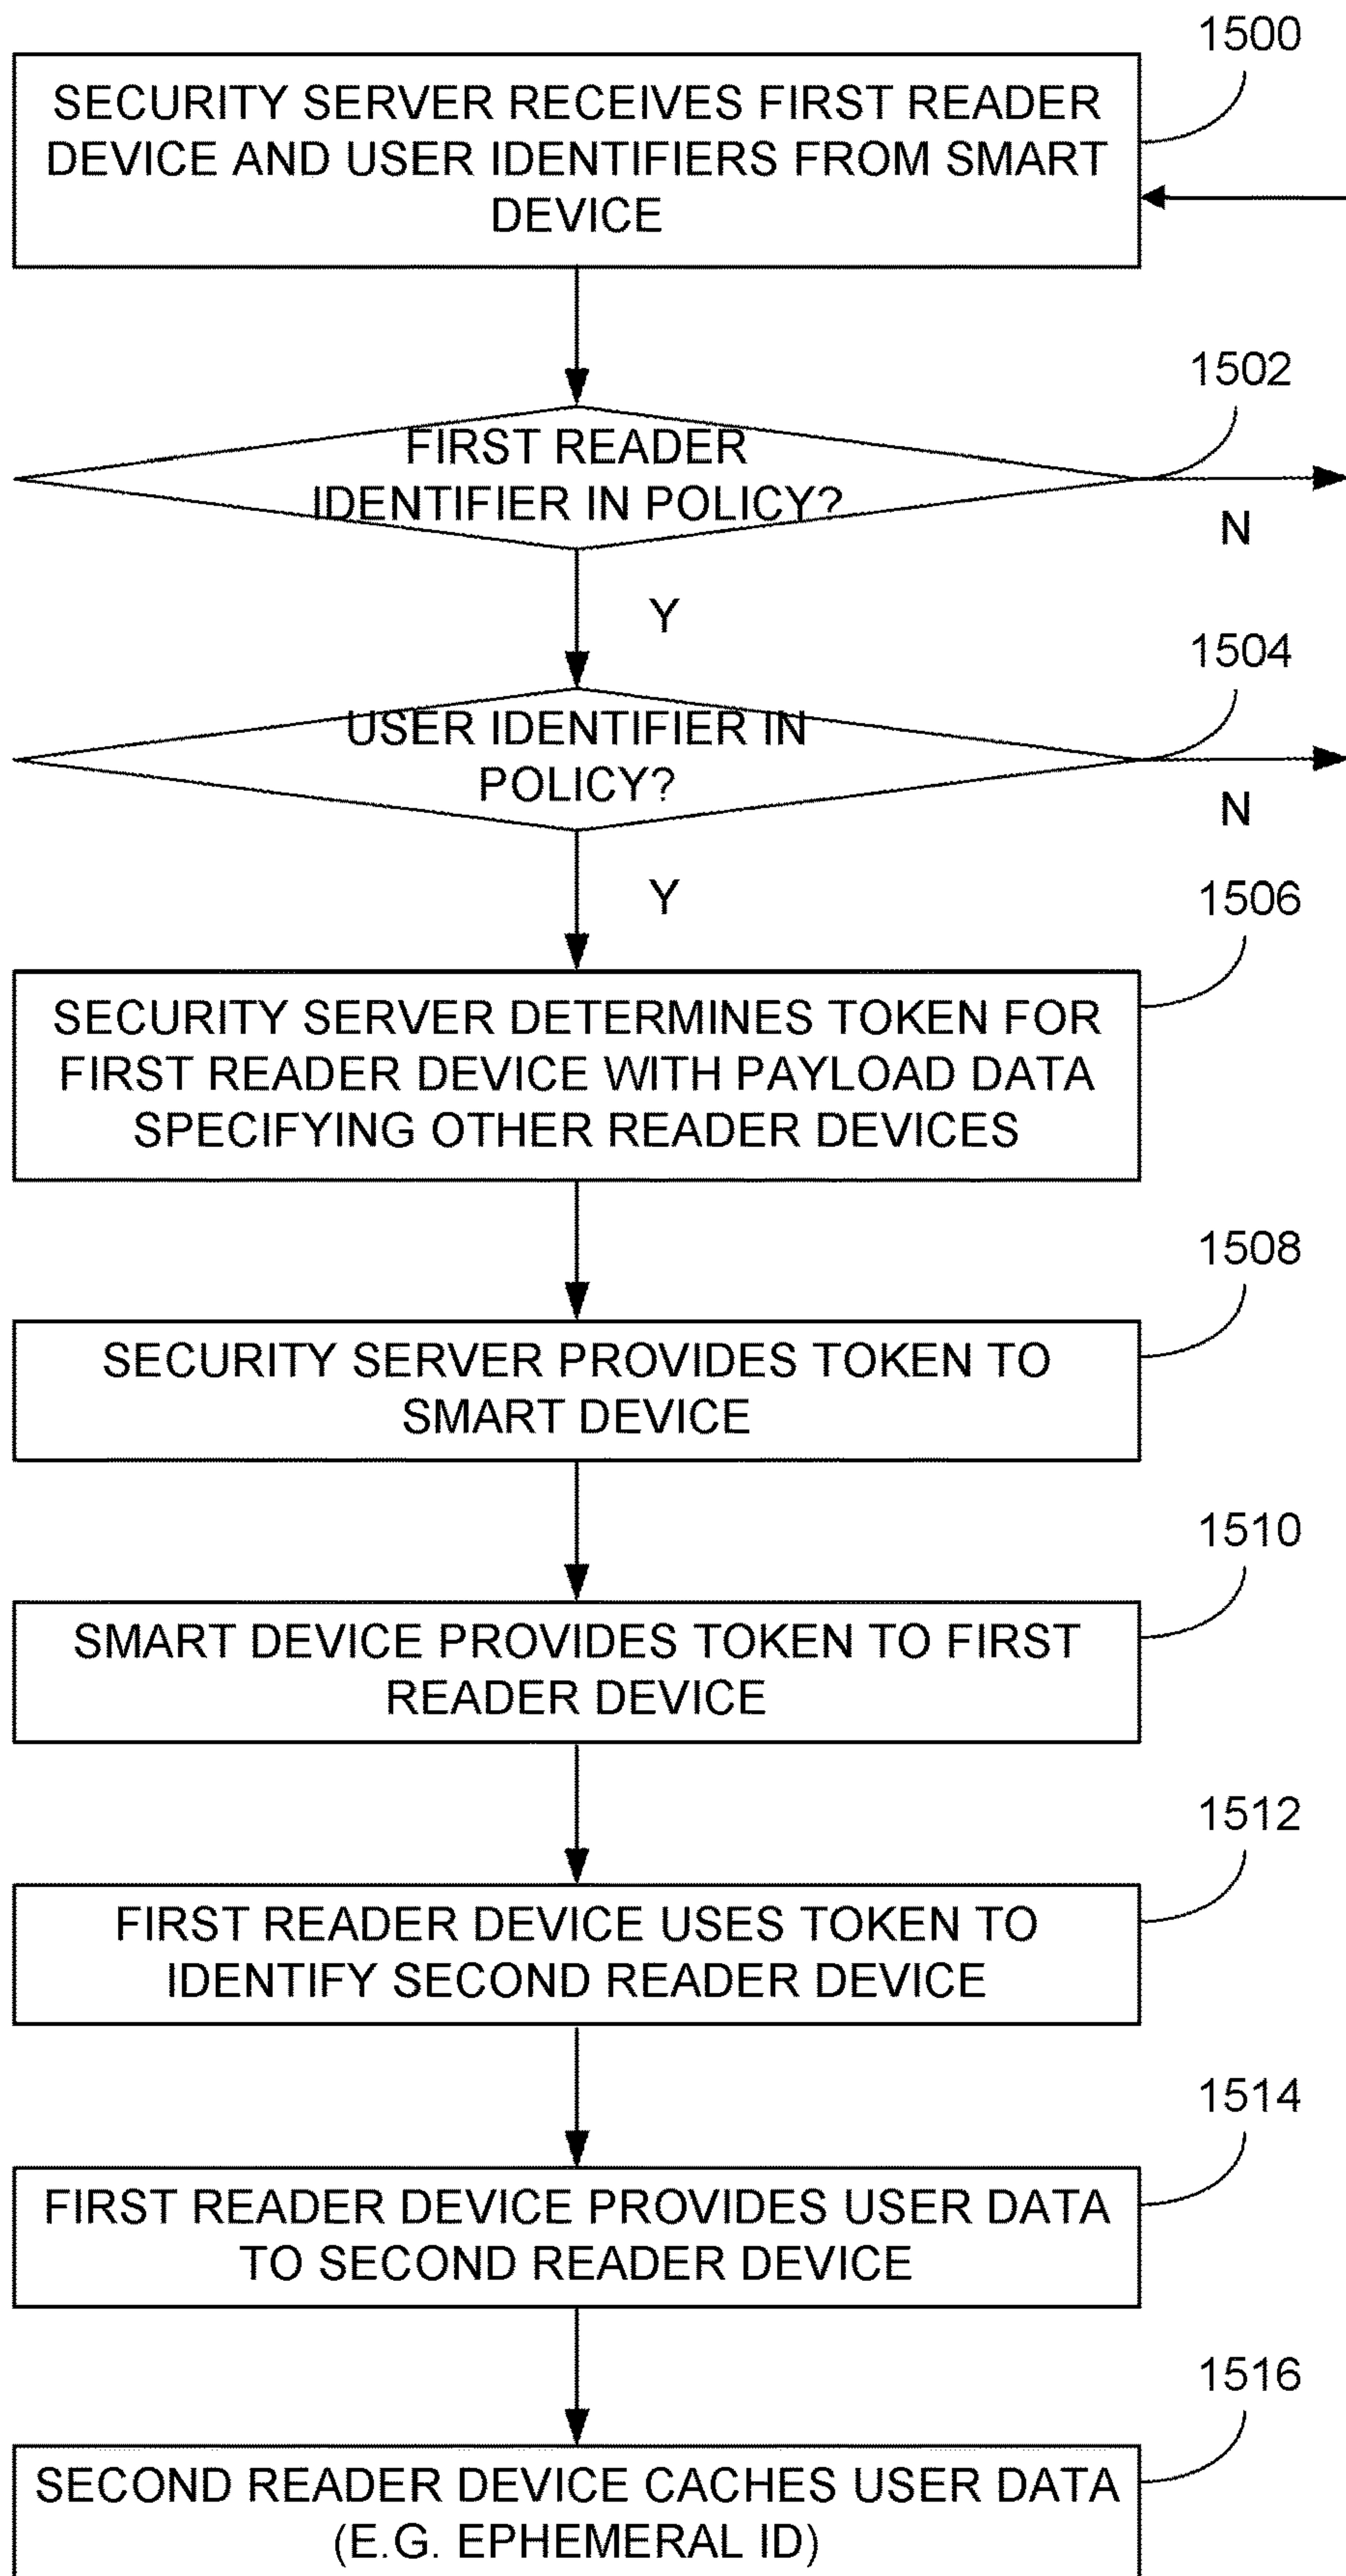 1500
SECURITY SERVER RECEIVES FIRST READER
DEVICE AND USER IDENTIFIERS FROM SMART
DEVICE
1502
FIRST READER
IDENTIFIER IN POLICY?
N
Y
1504
USER IDENTIFIER IN
POLICY?
N
Y
1506
SECURITY SERVER DETERMINES TOKEN FOR
FIRST READER DEVICE WITH PAYLOAD DATA
SPECIFYING OTHER READER DEVICES
1508
SECURITY SERVER PROVIDES TOKEN TO
SMART DEVICE
1510
SMART DEVICE PROVIDES TOKEN TO FIRST
READER DEVICE
1512
FIRST READER DEVICE USES TOKEN TO
IDENTIFY SECOND READER DEVICE
1514
FIRST READER DEVICE PROVIDES USER DATA
TO SECOND READER DEVICE
1516
SECOND READER DEVICE CACHES USER DATA
(E.G. EPHEMERAL ID)